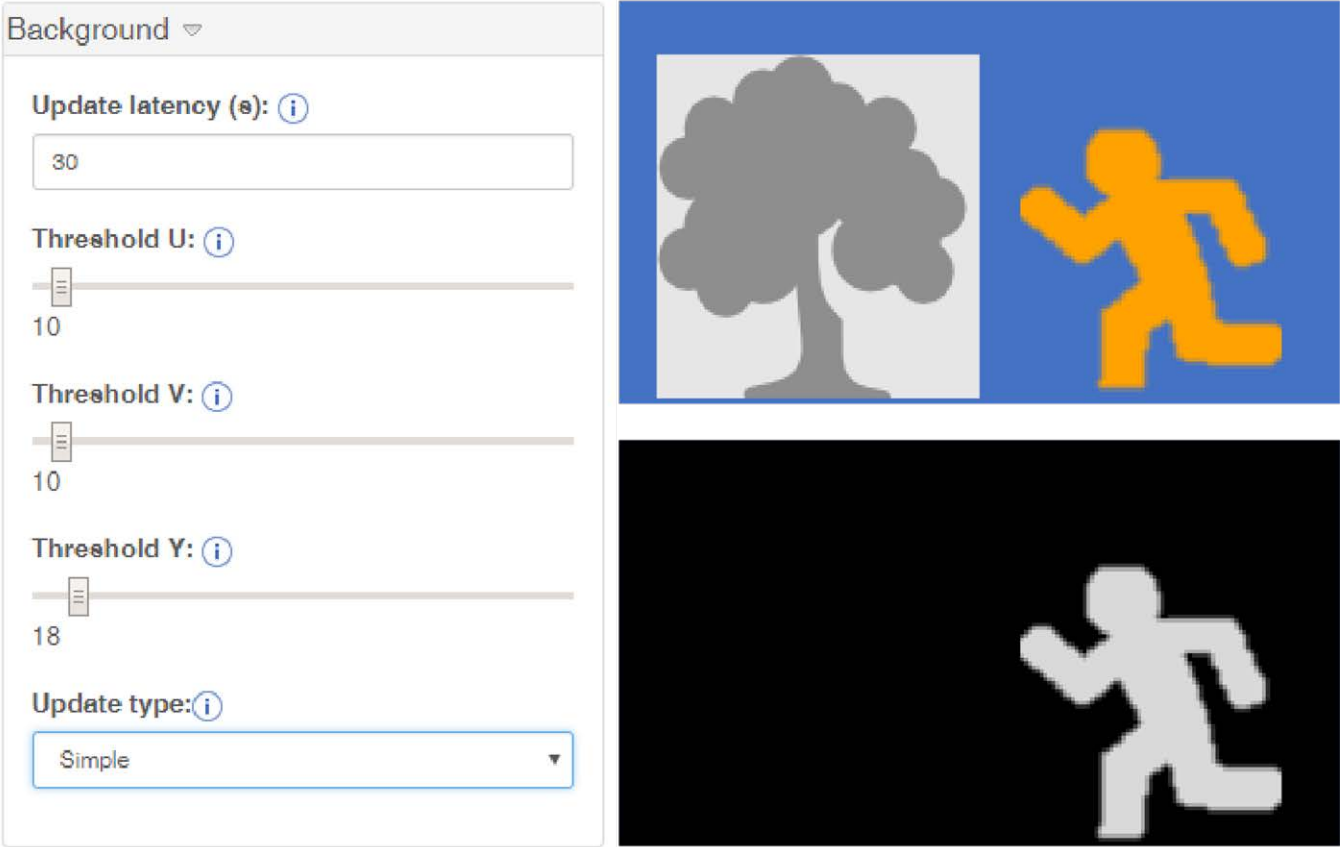 Background
Update latency (s):
30
Threshold U:
10
Threshold V:
10
Threshold Y:
18
Update type:
Simple